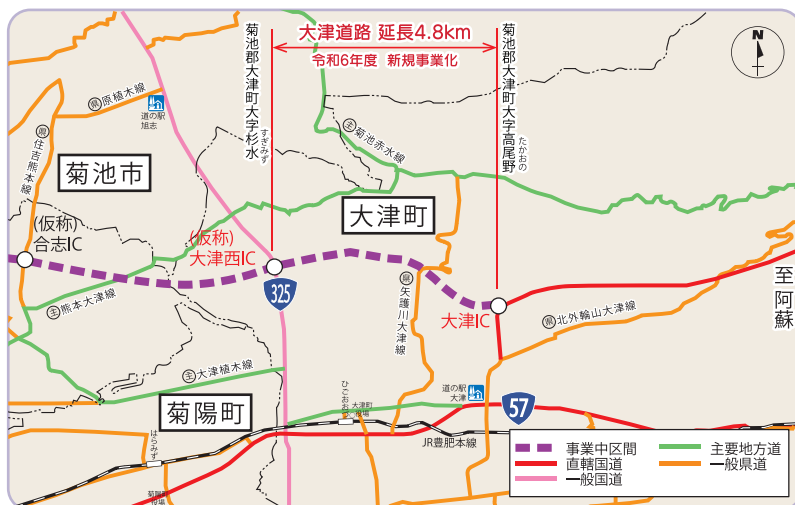 大津道路 延長4.8km
令和6年度 新規事業化
菊池郡大津町大字杉水
すぎみず
菊池郡大津町大字高尾野
たかおの
N
県原植木線
道の駅
旭志
県住吉熊本線
主菊池赤水線
菊池市
大津町
(仮称)
合志IC
(仮称)
大津西IC
325
主熊本大津線
県矢護川大津線
大津IC
県北外輪山大津線
至阿蘇
主大津植木線
菊陽町
ひごおおづ
大津町
役場
道の駅
大津
57
はらみず
JR豊肥本線
菊陽町
役場
事業中区間
直轄国道
一般国道
主要地方道
一般県道